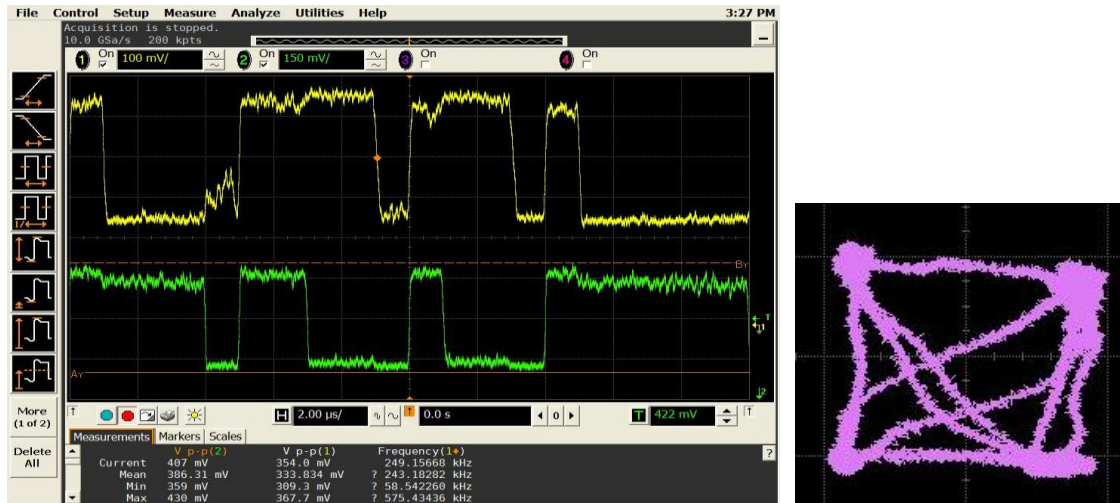 File Control Setup Measure Analyze Utilities Help 3:27 PM
Acquisition is stopped.
10.0 GSa/s 200 kpts
1 On 100 mV/ 2 On 150 mV/ 3 On 4 On
BY
T
1
AY
2
More
(1 of 2)
Delete
All
H 2.00 µs/ T 0.0 s 0 T 422 mV
Measurements Markers Scales
V p-p(2) V p-p(1) Frequency(1♦)
Current 407 mV 354.0 mV ? 249.15668 kHz
Mean 386.31 mV 333.834 mV ? 243.18282 kHz
Min 359 mV 309.3 mV ? 58.542260 kHz
Max 430 mV 367.7 mV ? 575.43436 kHz
?